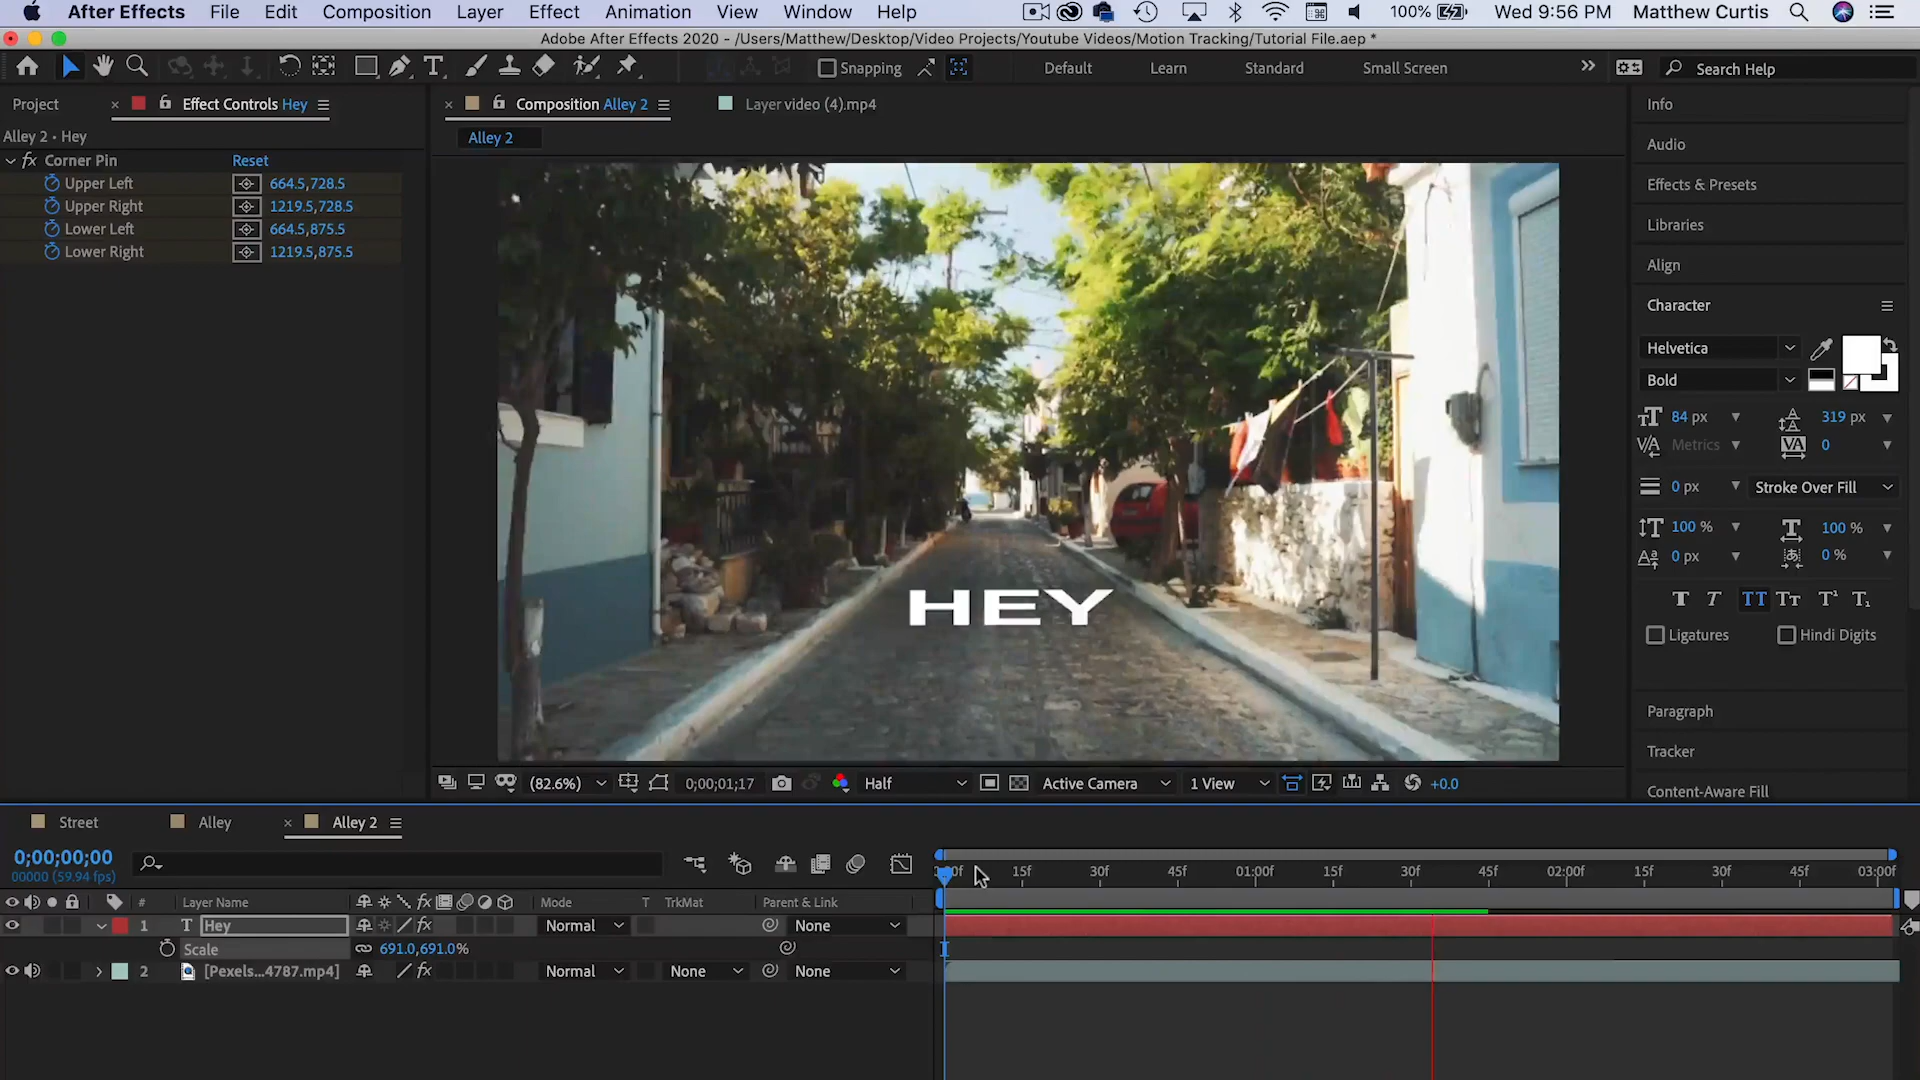 After Effects File Edit Composition Layer Effect Animation View Window Help 100% Wed 9:56 PM Matthew Curtis
Adobe After Effects 2020 - /Users/Matthew/Desktop/Video Projects/Youtube Videos/Motion Tracking/Tutorial File.aep *
Snapping Default Learn Standard Small Screen Search Help
Project Effect Controls Hey Composition Alley 2 Layer video (4).mp4 Info
Alley 2 • Hey Alley 2
fx Corner Pin Reset
Upper Left 664.5,728.5
Upper Right 1219.5,728.5
Lower Left 664.5,875.5
Lower Right 1219.5,875.5
HEY
(82.6%) 0;00;01;17 Half Active Camera 1 View +0.0
Audio
Effects & Presets
Libraries
Align
Character
Helvetica
Bold
84 px 319 px
Metrics 0
0 px Stroke Over Fill
100 % 100 %
0 px 0 %
T T TT Tt T¹ T₁
Ligatures Hindi Digits
Paragraph
Tracker
Content-Aware Fill
Street Alley Alley 2
0;00;00;00
00000 (59.94 fps)
15f 30f 45f 01:00f 15f 30f 45f 02:00f 15f 30f 45f 03:00f
# Layer Name fx Mode T TrkMat Parent & Link
1 T Hey fx Normal None
Scale 691.0,691.0%
2 [Pexels...4787.mp4] fx Normal None None